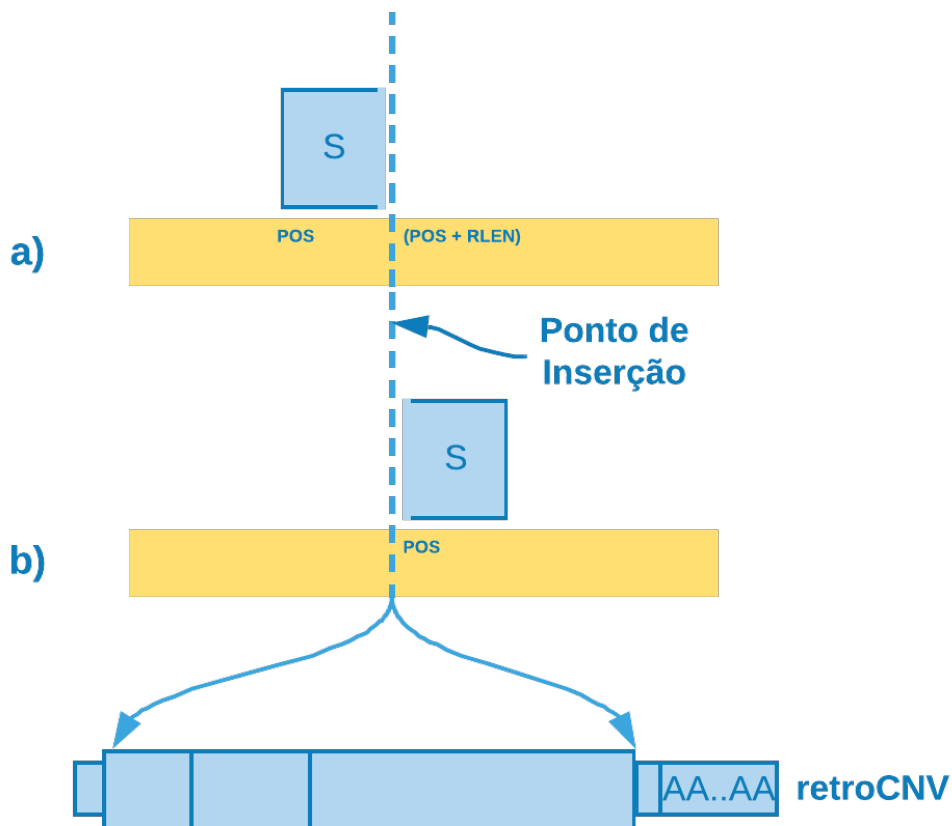 S
a)
POS (POS + RLEN)
Ponto de
Inserção
S
b)
POS
AA..AA retroCNV